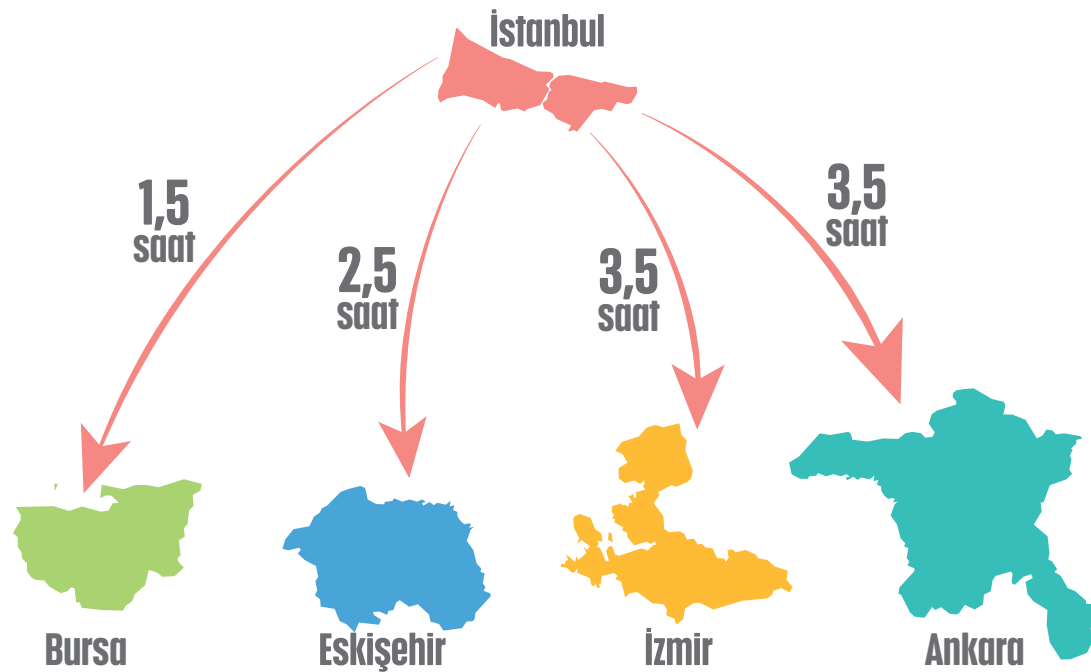 İstanbul
1,5
saat
2,5
saat
3,5
saat
3,5
saat
Bursa
Eskişehir
İzmir
Ankara